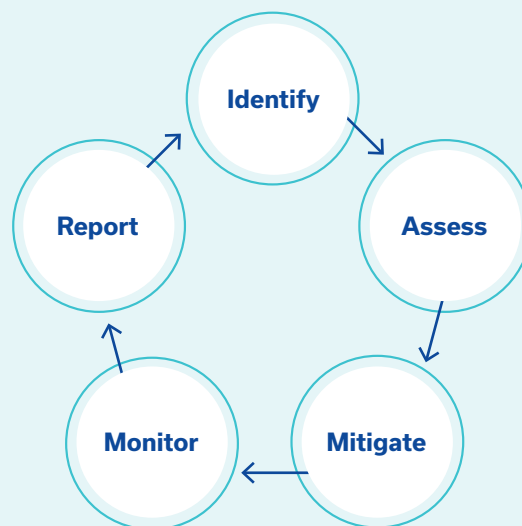 Identify
Assess
Mitigate
Monitor
Report